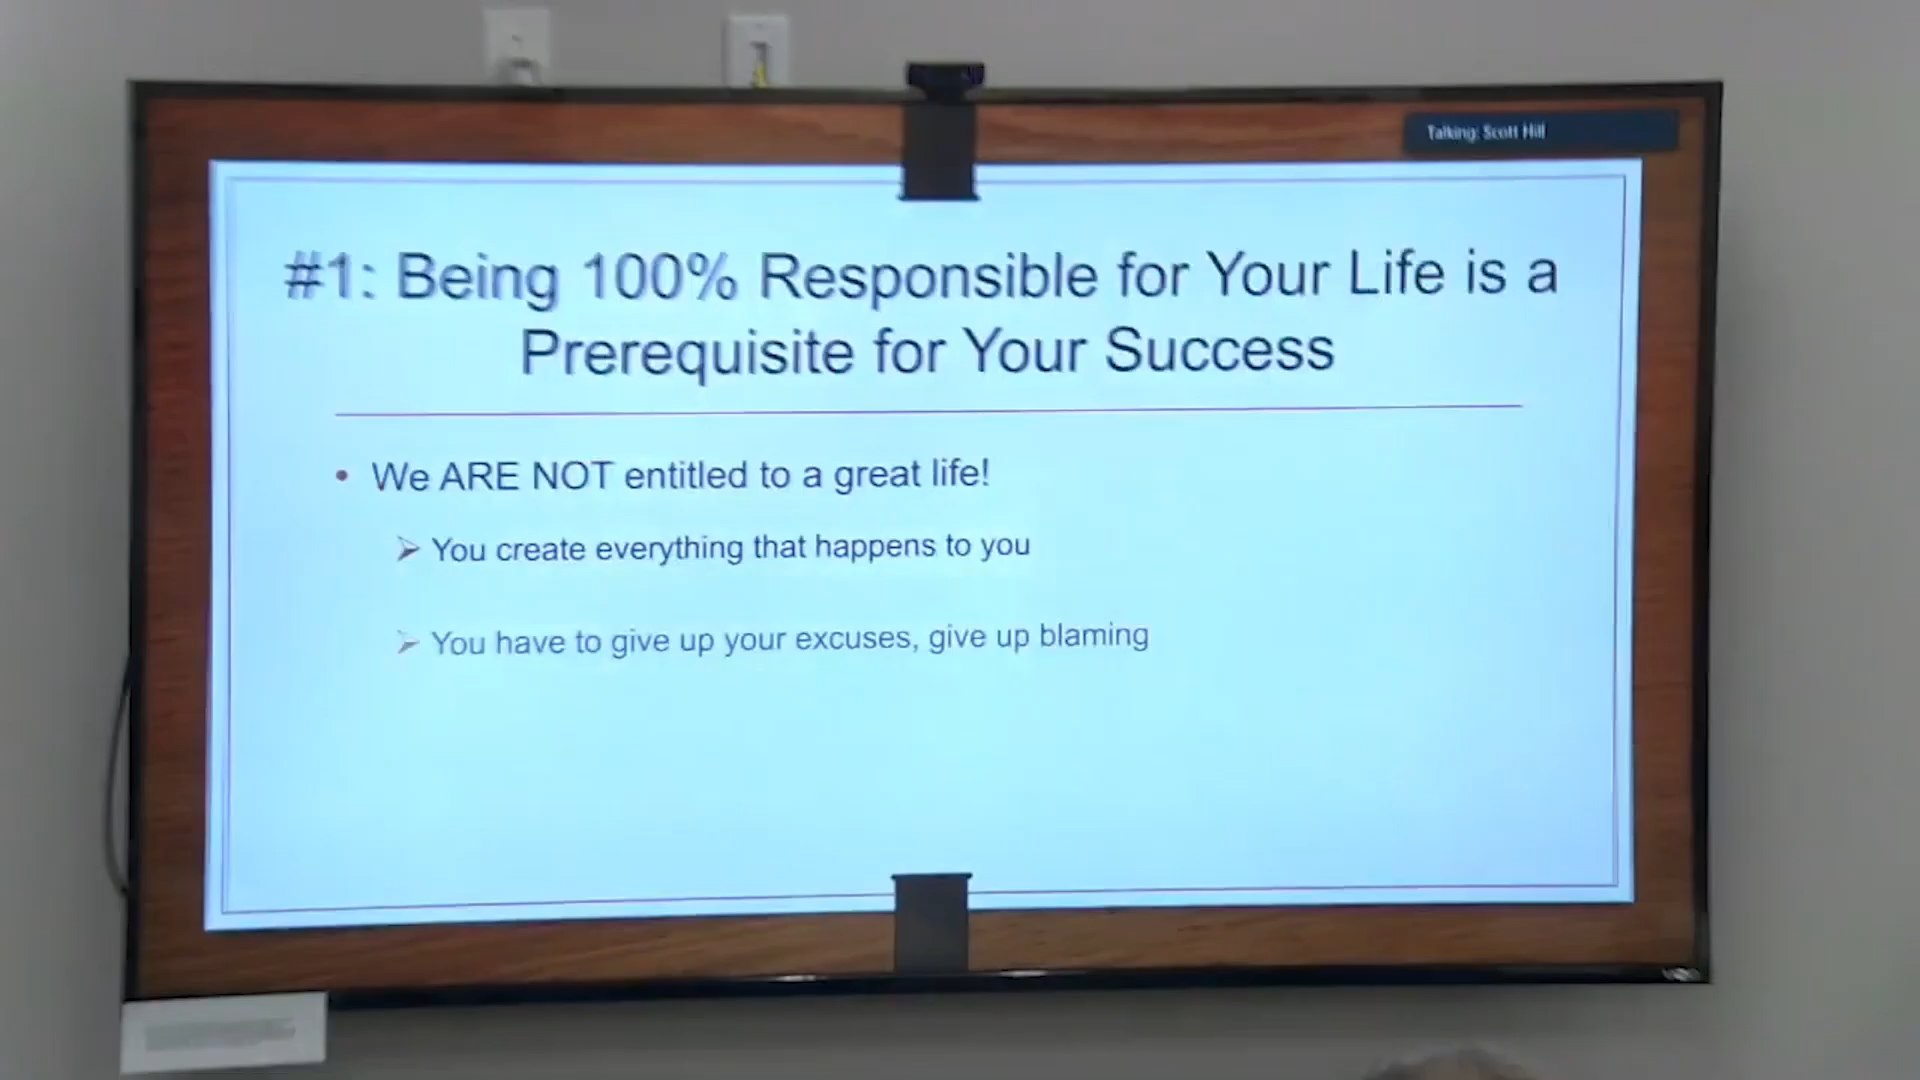 Talking: Scott Hill
#1: Being 100% Responsible for Your Life is a
Prerequisite for Your Success
• We ARE NOT entitled to a great life!
➢ You create everything that happens to you
➢ You have to give up your excuses, give up blaming